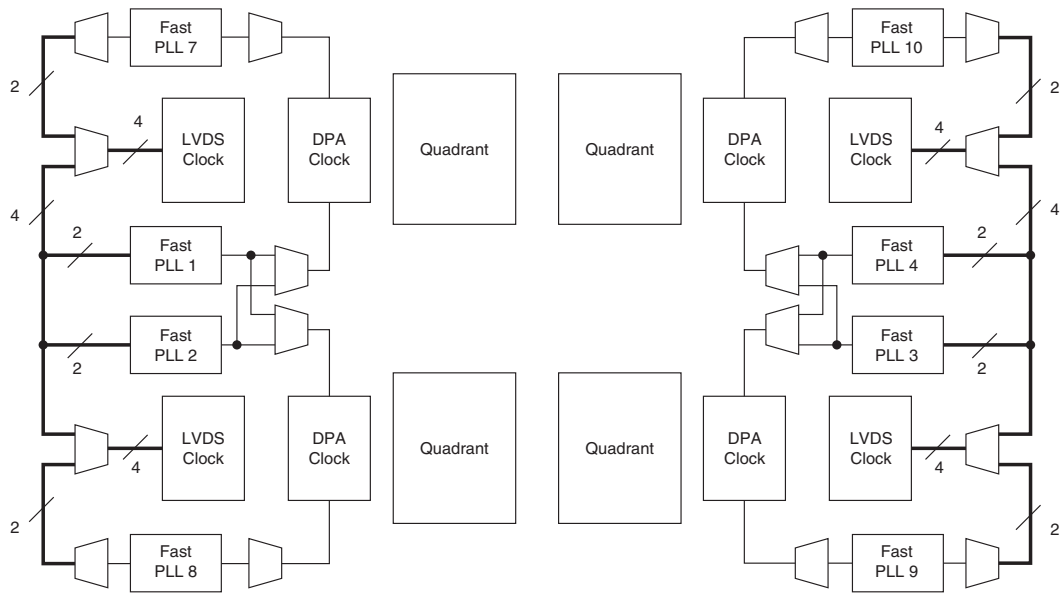 Fast
PLL 7
Fast
PLL 10
2
2
4
LVDS
Clock
DPA
Clock
Quadrant
Quadrant
DPA
Clock
LVDS
Clock
4
4
4
2
Fast
PLL 1
Fast
PLL 4
2
Fast
PLL 2
2
Fast
PLL 3
2
LVDS
Clock
4
DPA
Clock
Quadrant
Quadrant
DPA
Clock
LVDS
Clock
4
2
2
Fast
PLL 8
Fast
PLL 9